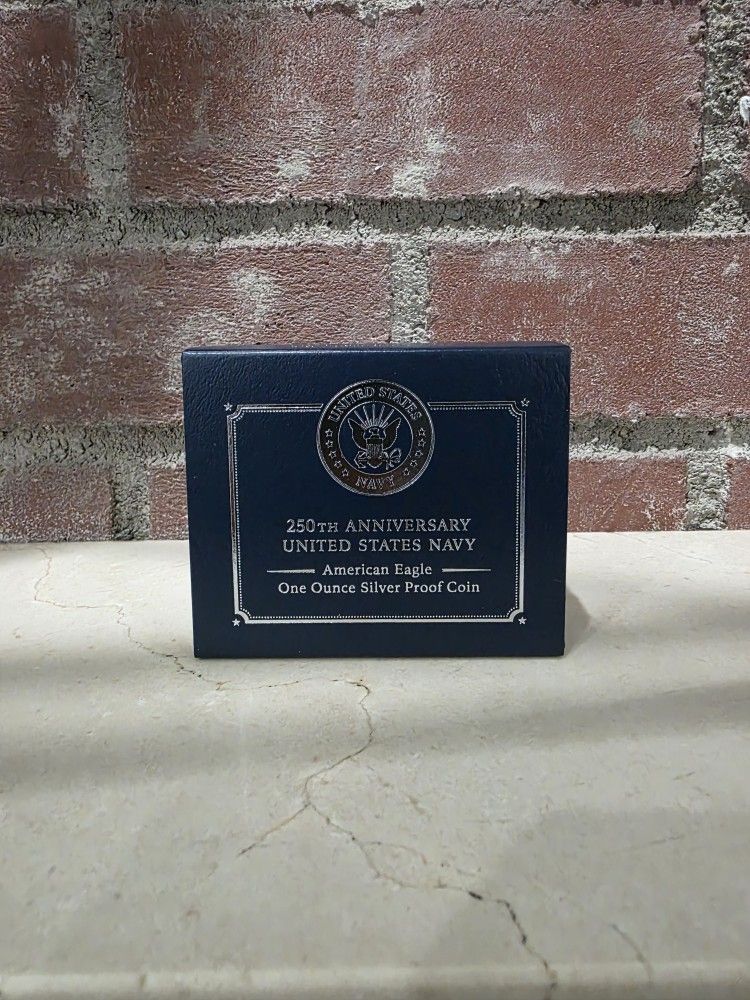 UNITED STATES
NAVY
250TH ANNIVERSARY
UNITED STATES NAVY
American Eagle
One Ounce Silver Proof Coin